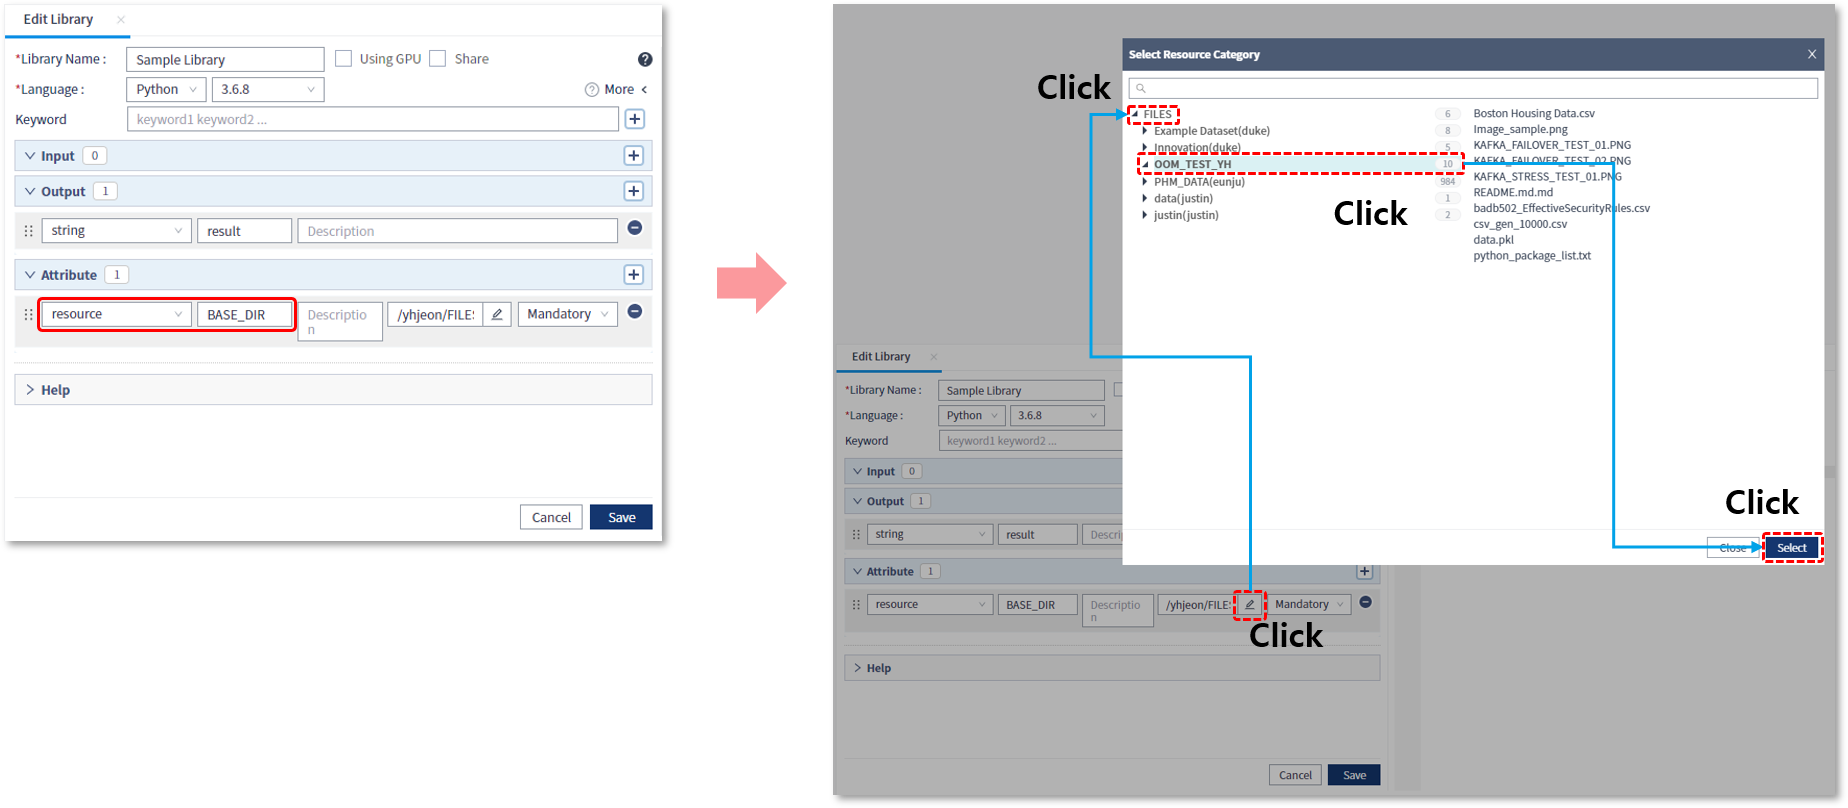 Edit Library ×
*Library Name : Sample Library Using GPU Share
*Language : Python 3.6.8 More
Keyword keyword1 keyword2 ...
Input 0
Output 1
string result Description
Attribute 1
resource BASE_DIR Descriptio
n /yhjeon/FILES Mandatory
Help
Cancel Save
Select Resource Category X
Click
FILES 6
Example Dataset(duke) 8
Innovation(duke) 5
OOM_TEST_YH 10
PHM_DATA(eunju) 984
data(justin) 1
justin(justin) 2
Click
Boston Housing Data.csv
Image_sample.png
KAFKA_FAILOVER_TEST_01.PNG
KAFKA_FAILOVER_TEST_02.PNG
KAFKA_STRESS_TEST_01.PNG
README.md.md
badb502_EffectiveSecurityRules.csv
csv_gen_10000.csv
data.pkl
python_package_list.txt
Click
Close Select
Edit Library ×
*Library Name : Sample Library
*Language : Python 3.6.8
Keyword keyword1 keyword2 ...
Input 0
Output 1
string result Descri
Attribute 1
resource BASE_DIR Descriptio
n /yhjeon/FILES Mandatory
Click
Help
Cancel Save